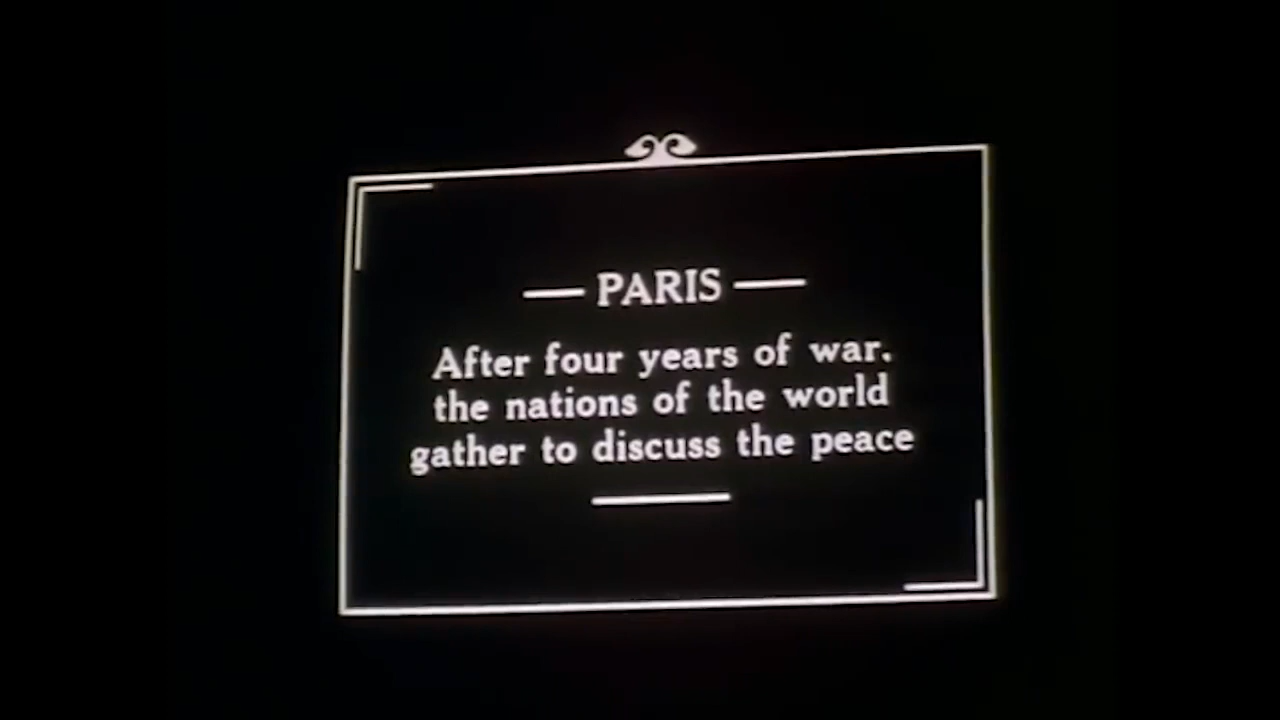 — PARIS —
After four years of war.
the nations of the world
gather to discuss the peace